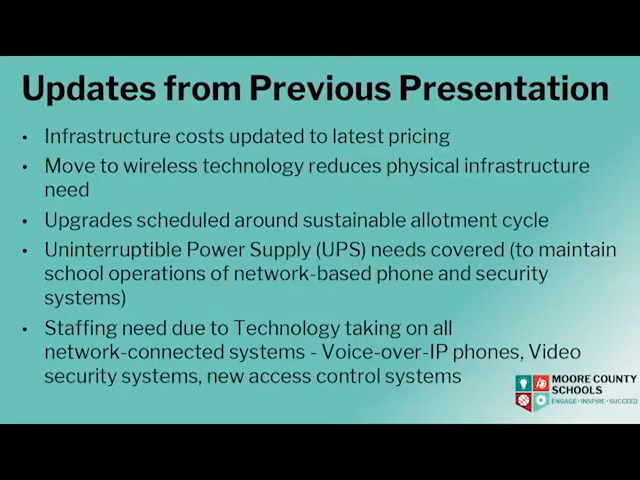 Updates from Previous Presentation
• Infrastructure costs updated to latest pricing
• Move to wireless technology reduces physical infrastructure
need
• Upgrades scheduled around sustainable allotment cycle
• Uninterruptible Power Supply (UPS) needs covered (to maintain
school operations of network-based phone and security
systems)
• Staffing need due to Technology taking on all
network-connected systems - Voice-over-IP phones, Video
security systems, new access control systems
MOORE COUNTY
SCHOOLS
ENGAGE • INSPIRE • SUCCEED